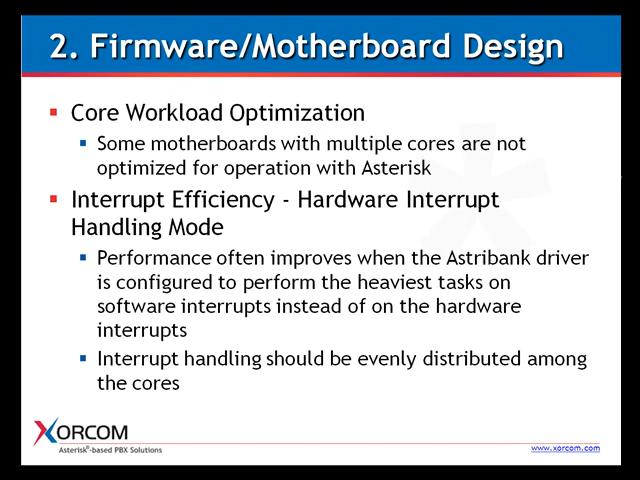 2. Firmware/Motherboard Design
Core Workload Optimization
Some motherboards with multiple cores are not
optimized for operation with Asterisk
Interrupt Efficiency - Hardware Interrupt
Handling Mode
Performance often improves when the Astribank driver
is configured to perform the heaviest tasks on
software interrupts instead of on the hardware
interrupts
Interrupt handling should be evenly distributed among
the cores
XORCOM
Asterisk®-based PBX Solutions
www.xorcom.com